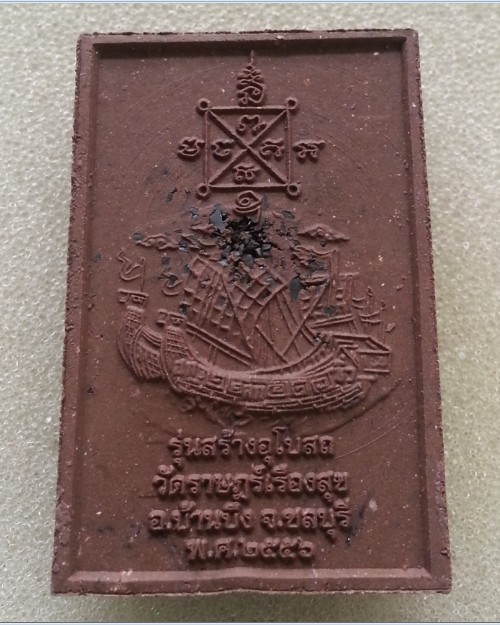 รุ่นสร้างอุโบสถ
วัดราษฎร์เรืองสุข
อ.บ้านบึง จ.ชลบุรี
พ.ศ.๒๕๕๖